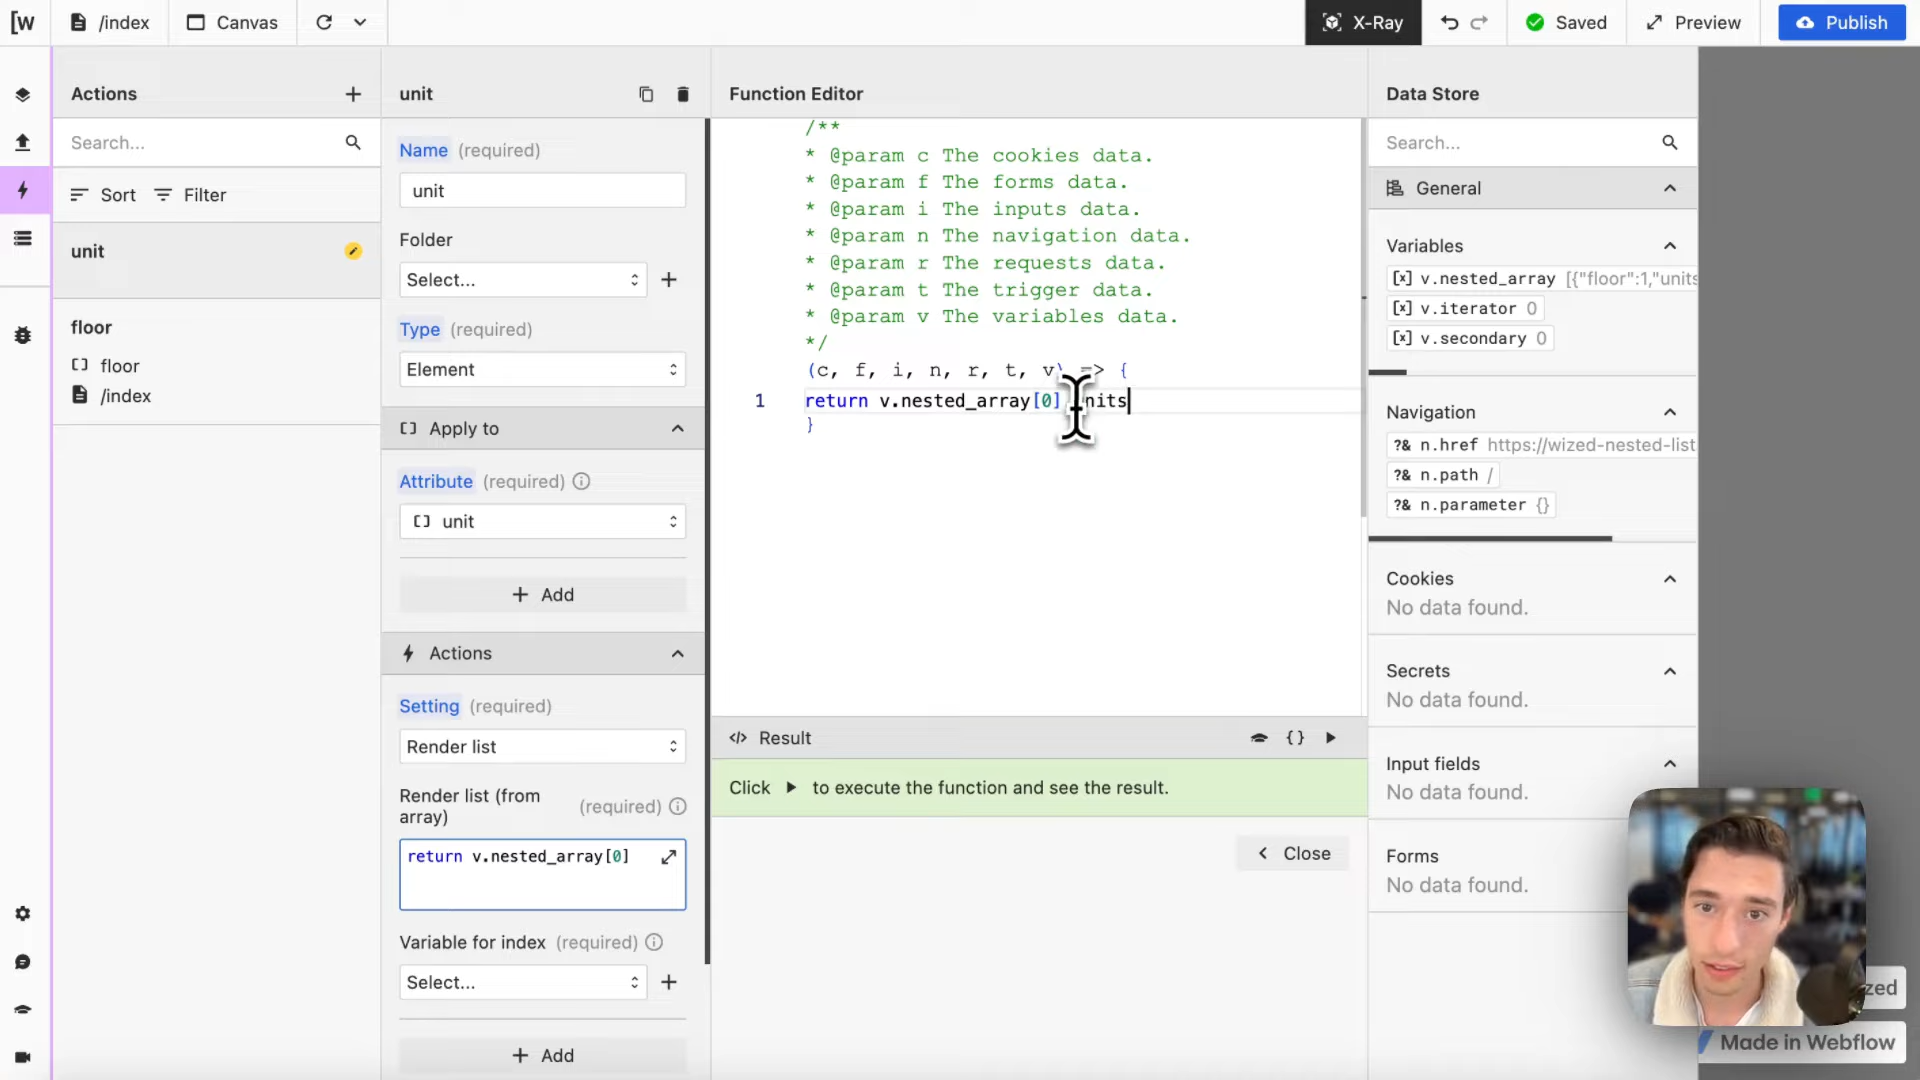 [w
/index
Canvas
X-Ray
Saved
Preview
Publish
Actions
Search...
Sort
Filter
unit
floor
floor
/index
unit
Name (required)
unit
Folder
Select...
Type (required)
Element
Apply to
Attribute (required)
unit
Add
Actions
Setting (required)
Render list
Render list (from
array)
(required)
return v.nested_array[0]
Variable for index (required)
Select...
Add
Function Editor
/**
* @param c The cookies data.
* @param f The forms data.
* @param i The inputs data.
* @param n The navigation data.
* @param r The requests data.
* @param t The trigger data.
* @param v The variables data.
*/
(c, f, i, n, r, t, v) => {
1 return v.nested_array[0]
}
</> Result
{}
Click ▶ to execute the function and see the result.
Close
Data Store
Search...
General
Variables
[x] v.nested_array [{"floor":1,"units
[x] v.iterator 0
[x] v.secondary 0
Navigation
?& n.href https://wized-nested-list
?& n.path /
?& n.parameter {}
Cookies
No data found.
Secrets
No data found.
Input fields
No data found.
Forms
No data found.
zed
Made in Webflow